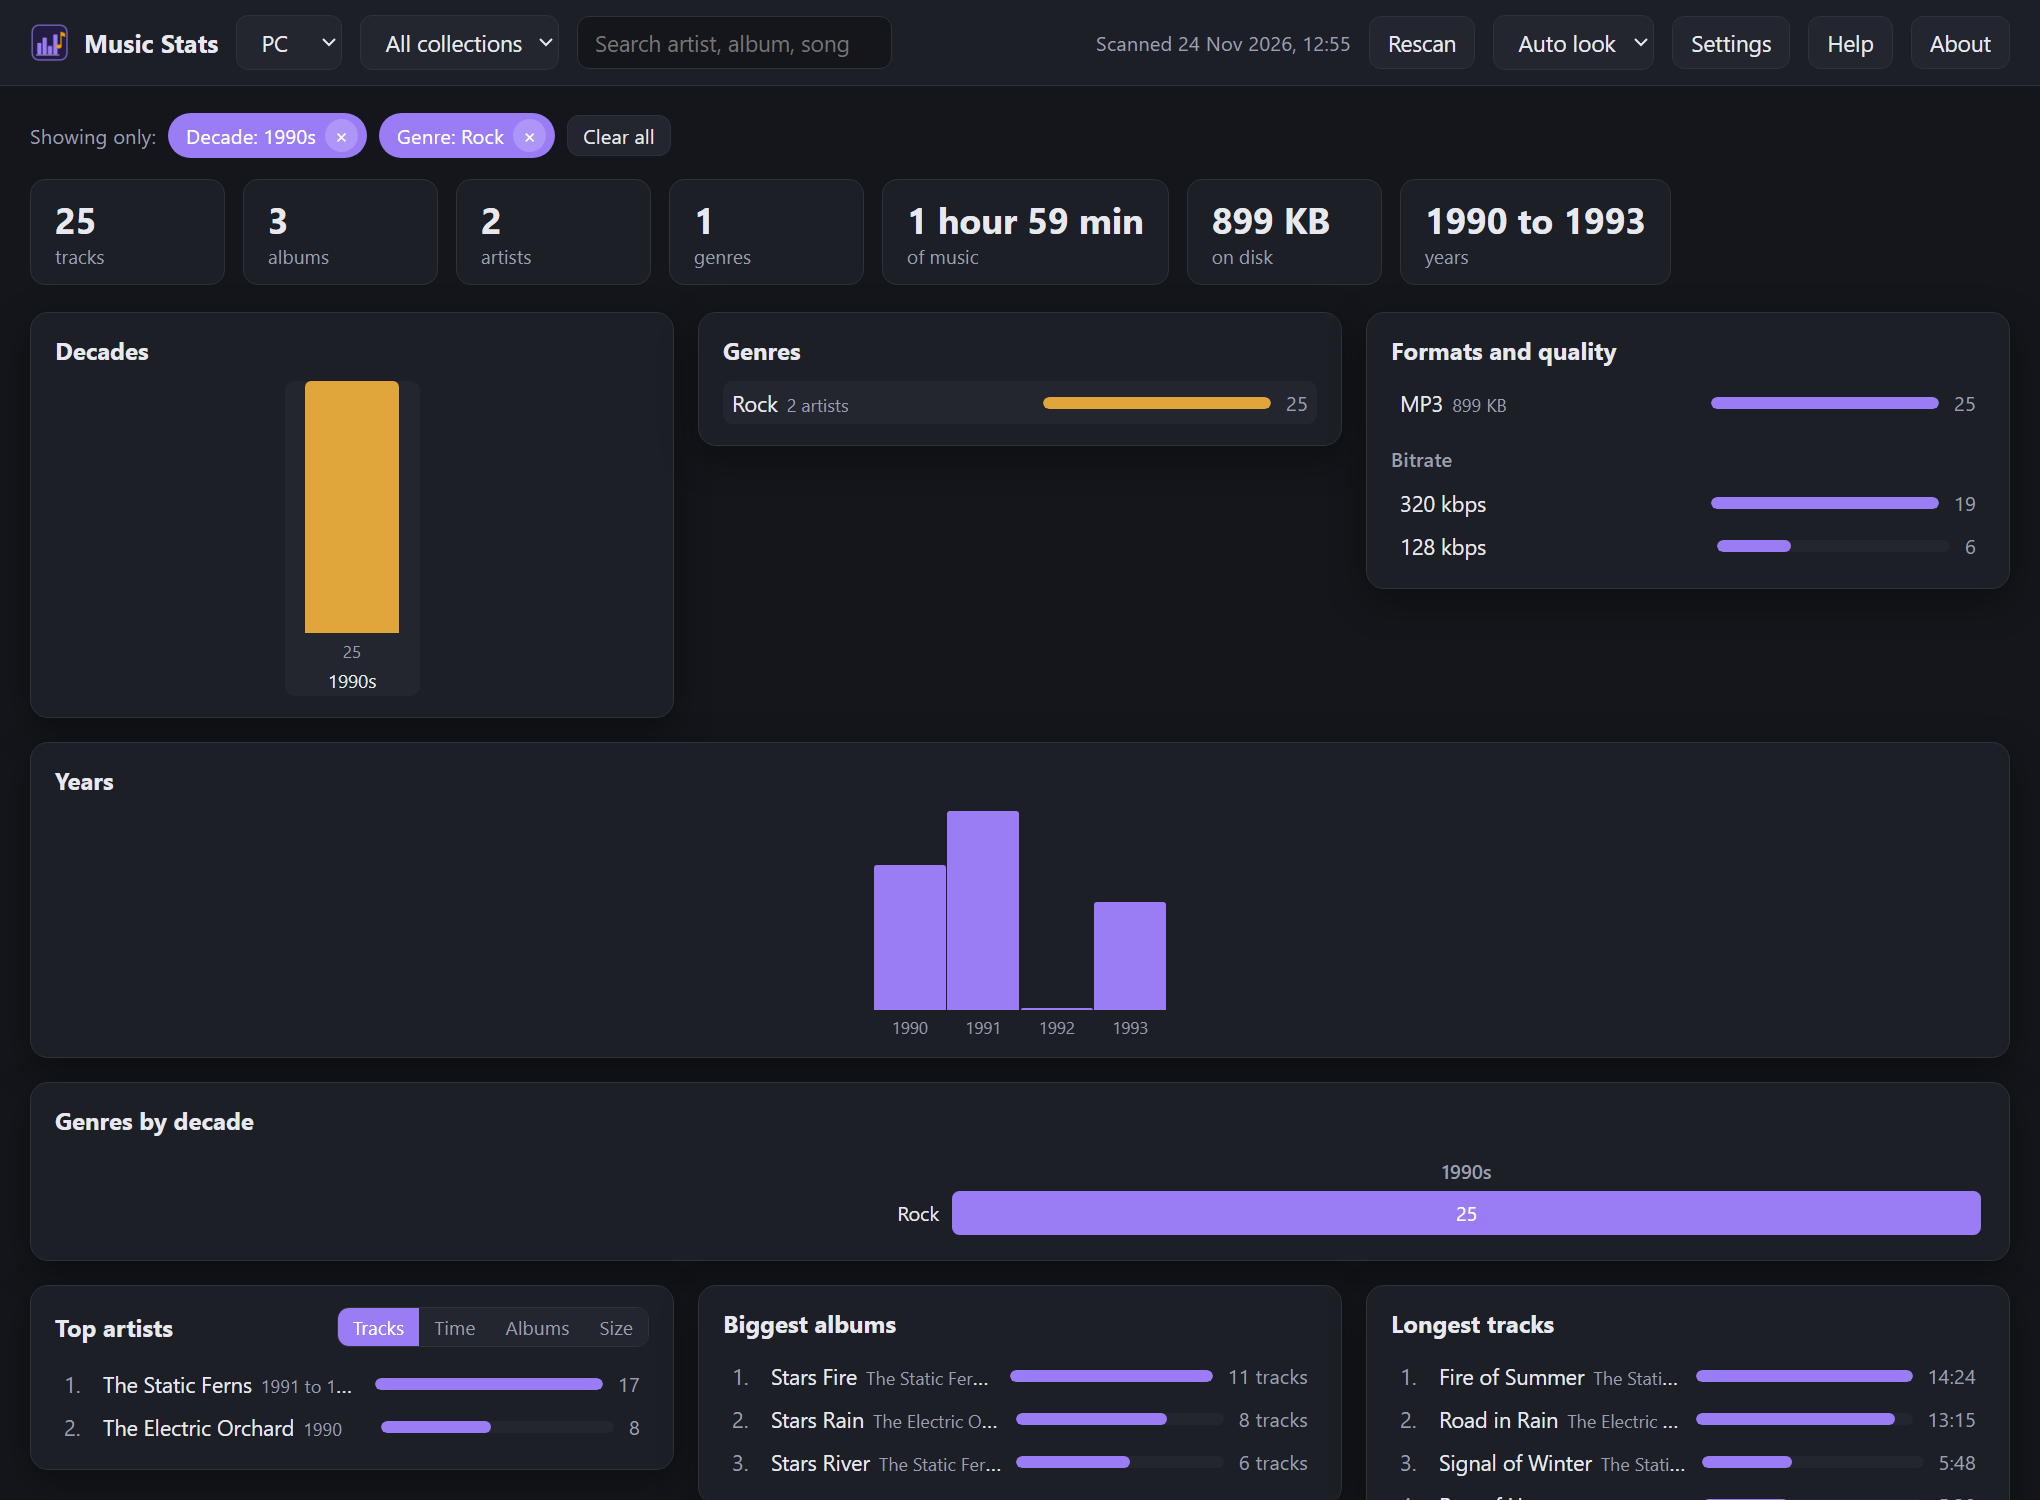 Music Stats PC All collections Search artist, album, song Scanned 24 Nov 2026, 12:55 Rescan Auto look Settings Help About
Showing only: Decade: 1990s × Genre: Rock × Clear all
25
tracks
3
albums
2
artists
1
genres
1 hour 59 min
of music
899 KB
on disk
1990 to 1993
years
Decades
25
1990s
Genres
Rock 2 artists 25
Formats and quality
MP3 899 KB 25
Bitrate
320 kbps 19
128 kbps 6
Years
1990 1991 1992 1993
Genres by decade
1990s
Rock 25
Top artists Tracks Time Albums Size
1. The Static Ferns 1991 to 1... 17
2. The Electric Orchard 1990 8
Biggest albums
1. Stars Fire The Static Fer... 11 tracks
2. Stars Rain The Electric O... 8 tracks
3. Stars River The Static Fer... 6 tracks
Longest tracks
1. Fire of Summer The Stati... 14:24
2. Road in Rain The Electric ... 13:15
3. Signal of Winter The Stati... 5:48